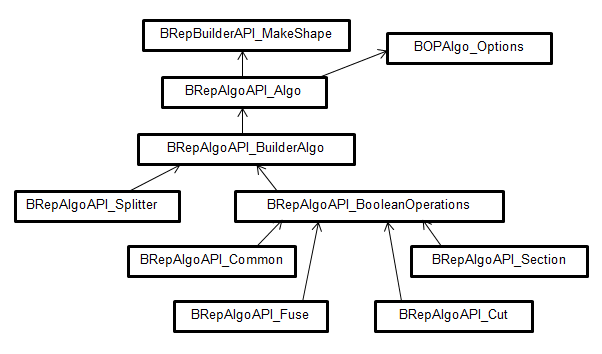 BRepBuilderAPI_MakeShape
BOPAlgo_Options
BRepAlgoAPI_Algo
BRepAlgoAPI_BuilderAlgo
BRepAlgoAPI_Splitter
BRepAlgoAPI_BooleanOperations
BRepAlgoAPI_Common
BRepAlgoAPI_Section
BRepAlgoAPI_Fuse
BRepAlgoAPI_Cut